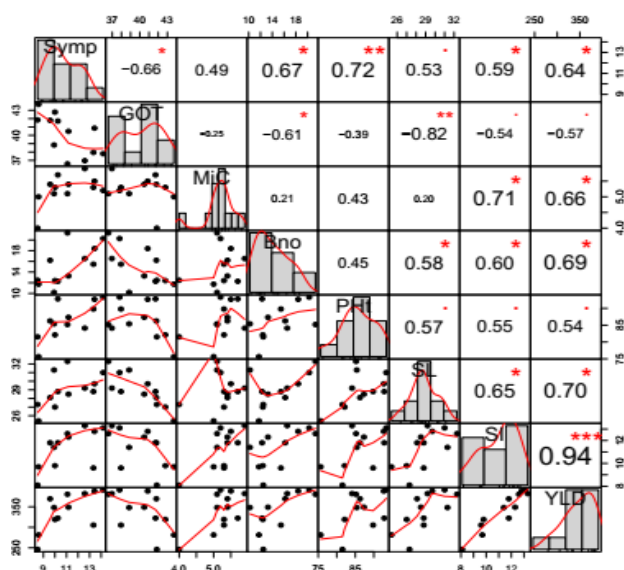 37 40 43 10 14 18 26 29 32 250 350
Symp −0.66 * 0.49 0.67 * 0.72 ** 0.53 . 0.59 * 0.64 * 9 11 13
37 40 43 GOT −0.25 −0.61 * −0.39 −0.82 ** −0.54 . −0.57 .
MiC 0.21 0.43 0.20 0.71 * 0.66 * 4.0 5.0
10 14 18 Bno 0.45 0.58 * 0.60 * 0.69 *
PHt 0.57 . 0.55 . 0.54 . 75 85
26 29 32 SL 0.65 * 0.70 *
SI 0.94 *** 8 10 12
250 350 YLD
9 11 13 4.0 5.0 75 85 8 10 12